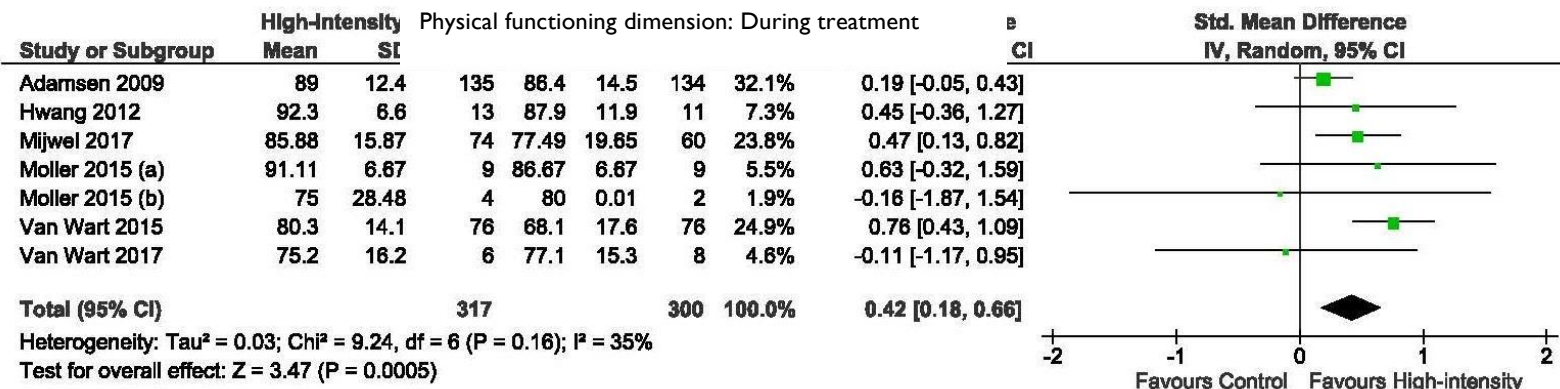 High-Intensity Physical functioning dimension: During treatment e Std. Mean Difference
Study or Subgroup Mean SD CI IV, Random, 95% CI
Adamsen 2009 89 12.4 135 86.4 14.5 134 32.1% 0.19 [-0.05, 0.43]
Hwang 2012 92.3 6.6 13 87.9 11.9 11 7.3% 0.45 [-0.36, 1.27]
Mijwel 2017 85.88 15.87 74 77.49 19.65 60 23.8% 0.47 [0.13, 0.82]
Moller 2015 (a) 91.11 6.67 9 86.67 6.67 9 5.5% 0.63 [-0.32, 1.59]
Moller 2015 (b) 75 28.48 4 80 0.01 2 1.9% -0.16 [-1.87, 1.54]
Van Wart 2015 80.3 14.1 76 68.1 17.6 76 24.9% 0.76 [0.43, 1.09]
Van Wart 2017 75.2 16.2 6 77.1 15.3 8 4.6% -0.11 [-1.17, 0.95]
Total (95% CI) 317 300 100.0% 0.42 [0.18, 0.66]
Heterogeneity: Tau² = 0.03; Chi² = 9.24, df = 6 (P = 0.16); I² = 35%
Test for overall effect: Z = 3.47 (P = 0.0005)
-2 -1 0 1 2
Favours Control Favours High-intensity